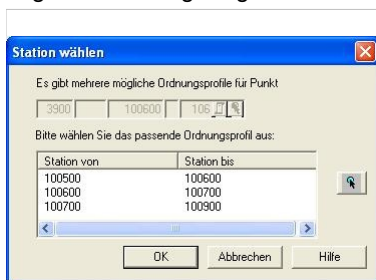 Station wählen
Es gibt mehrere mögliche Ordnungsprofile für Punkt
3900 100600 106
Bitte wählen Sie das passende Ordnungsprofil aus:
Station von Station bis
100500 100600
100600 100700
100700 100900
OK Abbrechen Hilfe